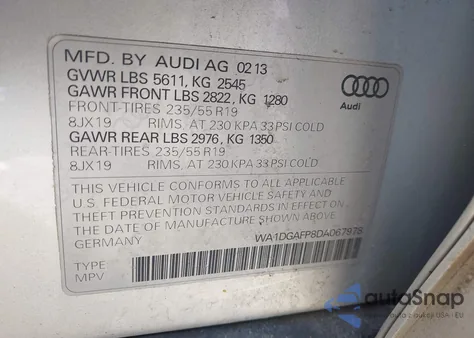 MFD. BY AUDI AG 02 13
GVWR LBS 5611, KG 2545
GAWR FRONT LBS 2822, KG 1280
FRONT-TIRES 235/55 R19
8JX19 RIMS, AT 230 KPA 33 PSI COLD
GAWR REAR LBS 2976, KG 1350
REAR-TIRES 235/55 R19
8JX19 RIMS, AT 230 KPA 33 PSI COLD
Audi
THIS VEHICLE CONFORMS TO ALL APPLICABLE
U.S. FEDERAL MOTOR VEHICLE SAFETY AND
THEFT PREVENTION STANDARDS IN EFFECT ON
THE DATE OF MANUFACTURE SHOWN ABOVE.
GERMANY WA1DGAFP8DA067978
TYPE
MPV
autoSnap